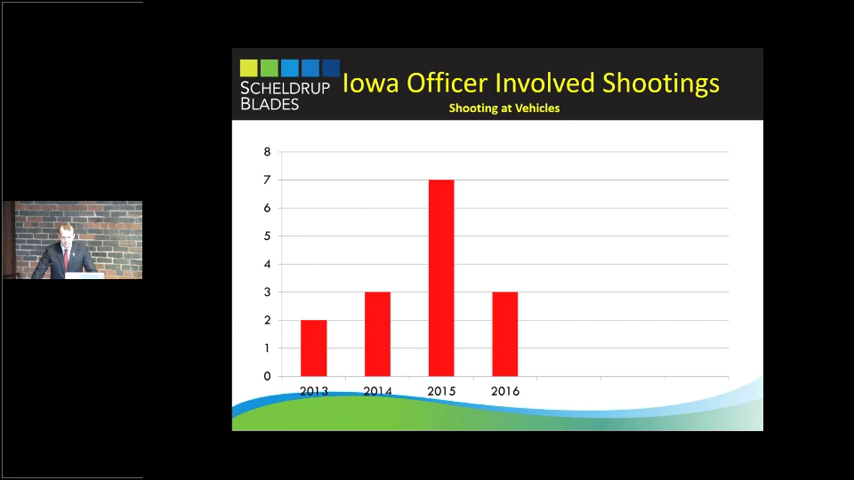 SCHELDRUP
BLADES
Iowa Officer Involved Shootings
Shooting at Vehicles
8
7
6
5
4
3
2
1
0
2013 2014 2015 2016